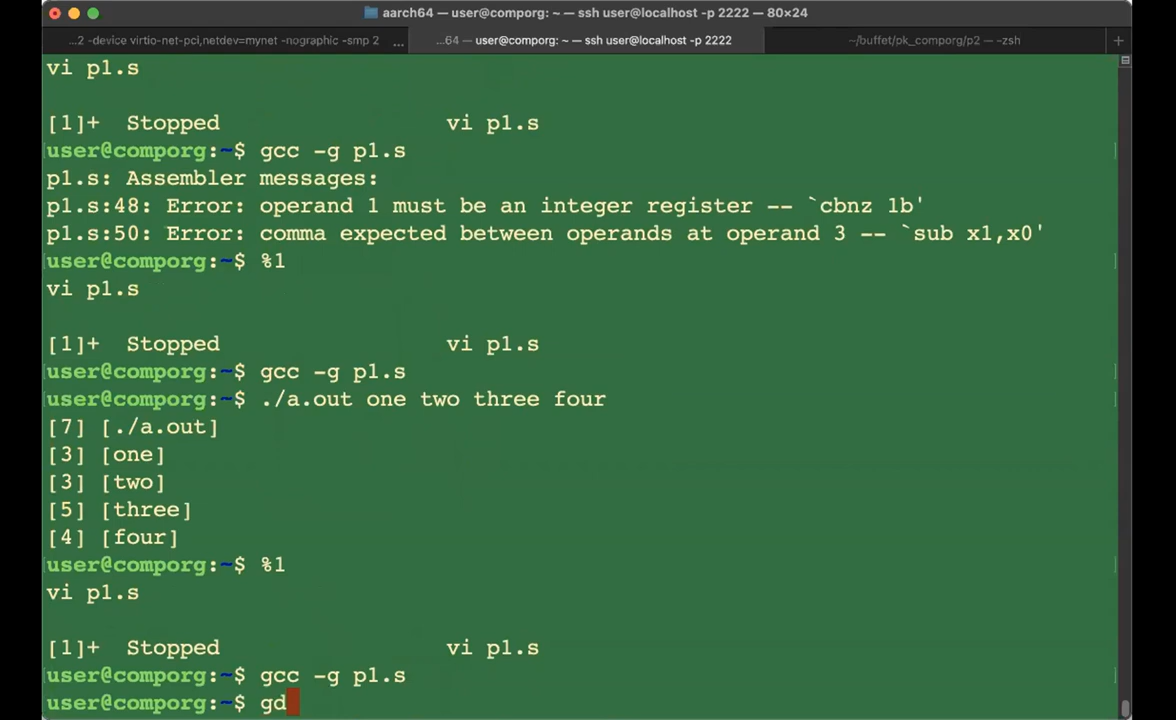 aarch64 — user@comporg: ~ — ssh user@localhost -p 2222 — 80×24
...2 -device virtio-net-pci,netdev=mynet -nographic -smp 2 ... ...64 — user@comporg: ~ — ssh user@localhost -p 2222 ~/buffet/pk_comporg/p2 — -zsh +
vi p1.s
[1]+ Stopped vi p1.s
user@comporg:~$ gcc -g p1.s
p1.s: Assembler messages:
p1.s:48: Error: operand 1 must be an integer register -- `cbnz 1b'
p1.s:50: Error: comma expected between operands at operand 3 -- `sub x1,x0'
user@comporg:~$ %1
vi p1.s
[1]+ Stopped vi p1.s
user@comporg:~$ gcc -g p1.s
user@comporg:~$ ./a.out one two three four
[7] [./a.out]
[3] [one]
[3] [two]
[5] [three]
[4] [four]
user@comporg:~$ %1
vi p1.s
[1]+ Stopped vi p1.s
user@comporg:~$ gcc -g p1.s
user@comporg:~$ gd